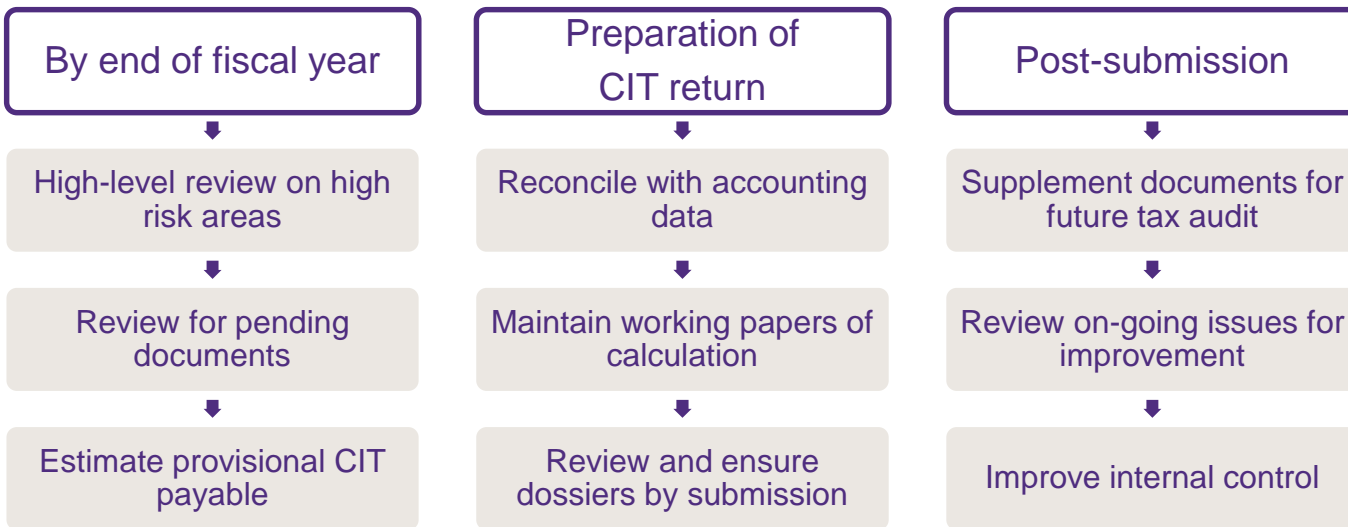 By end of fiscal year
High-level review on high
risk areas
Review for pending
documents
Estimate provisional CIT
payable
Preparation of
CIT return
Reconcile with accounting
data
Maintain working papers of
calculation
Review and ensure
dossiers by submission
Post-submission
Supplement documents for
future tax audit
Review on-going issues for
improvement
Improve internal control